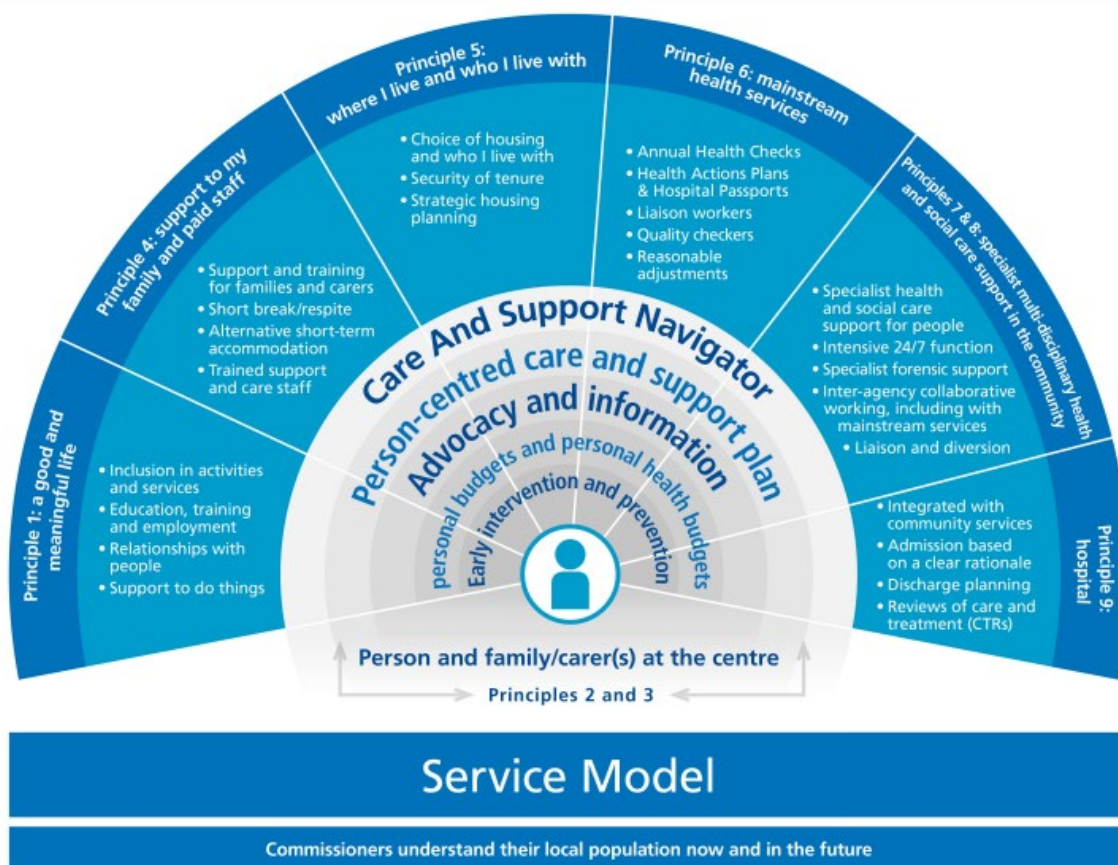 Principle 1: a good and
meaningful life
• Inclusion in activities
and services
• Education, training
and employment
• Relationships with
people
• Support to do things
Principle 4: support to my
family and paid staff
• Support and training
for families and carers
• Short break/respite
• Alternative short-term
accommodation
• Trained support
and care staff
Principle 5:
where I live and who I live with
• Choice of housing
and who I live with
• Security of tenure
• Strategic housing
planning
Principle 6: mainstream
health services
• Annual Health Checks
• Health Actions Plans
& Hospital Passports
• Liaison workers
• Quality checkers
• Reasonable
adjustments
Principles 7 & 8: specialist multi-disciplinary health
and social care support in the community
• Specialist health
and social care
support for people
• Intensive 24/7 function
• Specialist forensic support
• Inter-agency collaborative
working, including with
mainstream services
• Liaison and diversion
Principle 9:
hospital
• Integrated with
community services
• Admission based
on a clear rationale
• Discharge planning
• Reviews of care and
treatment (CTRs)
Care And Support Navigator
Person-centred care and support plan
Advocacy and information
personal budgets and personal health budgets
Early intervention and prevention
Person and family/carer(s) at the centre
Principles 2 and 3
Service Model
Commissioners understand their local population now and in the future